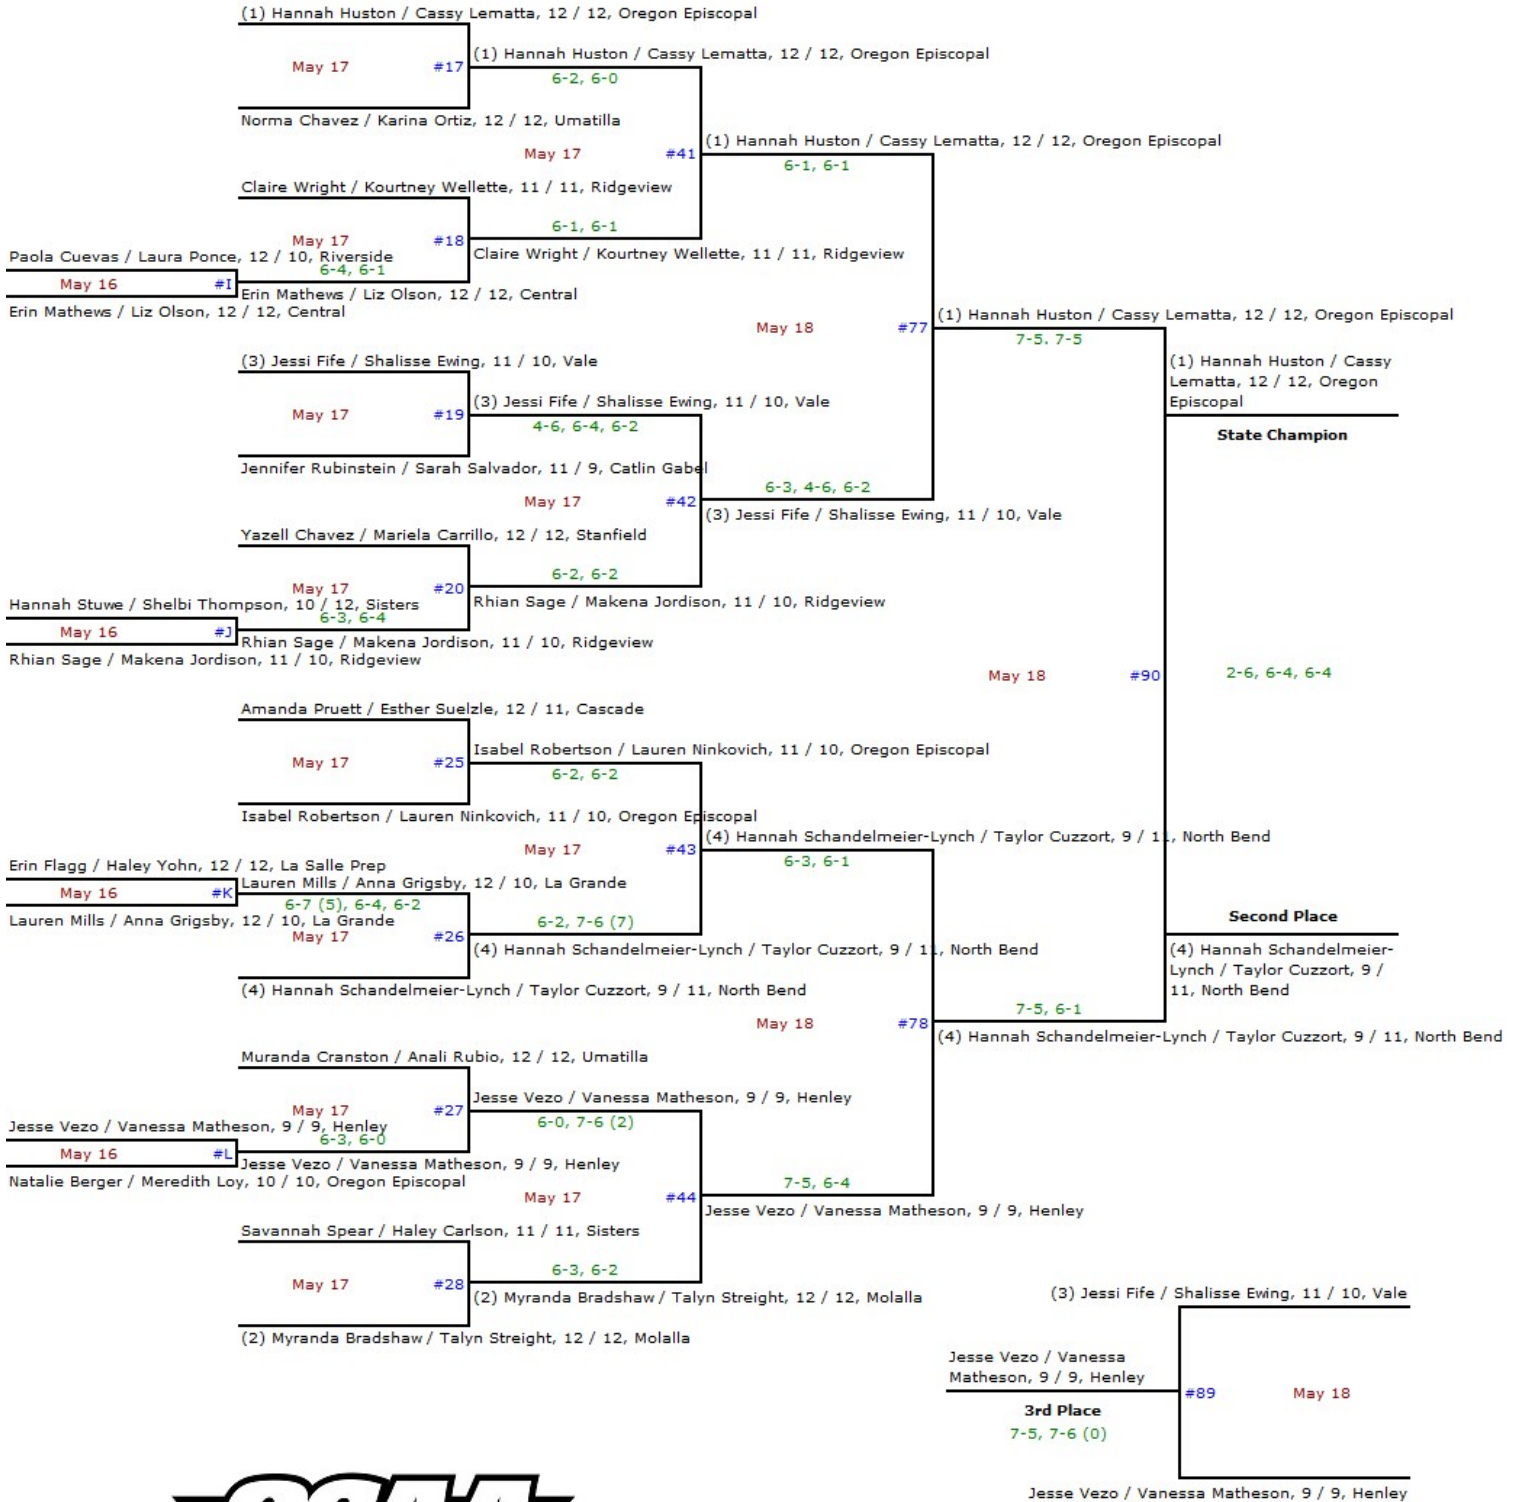 (1) Hannah Huston / Cassy Lematta, 12 / 12, Oregon Episcopal
(1) Hannah Huston / Cassy Lematta, 12 / 12, Oregon Episcopal
May 17 #17
6-2, 6-0
Norma Chavez / Karina Ortiz, 12 / 12, Umatilla
(1) Hannah Huston / Cassy Lematta, 12 / 12, Oregon Episcopal
May 17 #41
6-1, 6-1
Claire Wright / Kourtney Wellette, 11 / 11, Ridgeview
6-1, 6-1
May 17 #18
Claire Wright / Kourtney Wellette, 11 / 11, Ridgeview
Paola Cuevas / Laura Ponce, 12 / 10, Riverside
6-4, 6-1
May 16 #I
Erin Mathews / Liz Olson, 12 / 12, Central
Erin Mathews / Liz Olson, 12 / 12, Central
(1) Hannah Huston / Cassy Lematta, 12 / 12, Oregon Episcopal
May 18 #77
7-5, 7-5
(3) Jessi Fife / Shalisse Ewing, 11 / 10, Vale
(1) Hannah Huston / Cassy
Lematta, 12 / 12, Oregon
Episcopal
State Champion
(3) Jessi Fife / Shalisse Ewing, 11 / 10, Vale
May 17 #19
4-6, 6-4, 6-2
Jennifer Rubinstein / Sarah Salvador, 11 / 9, Catlin Gabel
6-3, 4-6, 6-2
May 17 #42
(3) Jessi Fife / Shalisse Ewing, 11 / 10, Vale
Yazell Chavez / Mariela Carrillo, 12 / 12, Stanfield
6-2, 6-2
May 17 #20
Rhian Sage / Makena Jordison, 11 / 10, Ridgeview
Hannah Stuwe / Shelbi Thompson, 10 / 12, Sisters
6-3, 6-4
May 16 #J
Rhian Sage / Makena Jordison, 11 / 10, Ridgeview
Rhian Sage / Makena Jordison, 11 / 10, Ridgeview
May 18 #90
2-6, 6-4, 6-4
Amanda Pruett / Esther Suelzle, 12 / 11, Cascade
Isabel Robertson / Lauren Ninkovich, 11 / 10, Oregon Episcopal
May 17 #25
6-2, 6-2
Isabel Robertson / Lauren Ninkovich, 11 / 10, Oregon Episcopal
(4) Hannah Schandelmeier-Lynch / Taylor Cuzzort, 9 / 11, North Bend
May 17 #43
6-3, 6-1
Erin Flagg / Haley Yohn, 12 / 12, La Salle Prep
Lauren Mills / Anna Grigsby, 12 / 10, La Grande
May 16 #K
6-7 (5), 6-4, 6-2
Lauren Mills / Anna Grigsby, 12 / 10, La Grande
6-2, 7-6 (7)
May 17 #26
(4) Hannah Schandelmeier-Lynch / Taylor Cuzzort, 9 / 11, North Bend
(4) Hannah Schandelmeier-Lynch / Taylor Cuzzort, 9 / 11, North Bend
Second Place
(4) Hannah Schandelmeier-
Lynch / Taylor Cuzzort, 9 /
11, North Bend
7-5, 6-1
May 18 #78
(4) Hannah Schandelmeier-Lynch / Taylor Cuzzort, 9 / 11, North Bend
Muranda Cranston / Anali Rubio, 12 / 12, Umatilla
Jesse Vezo / Vanessa Matheson, 9 / 9, Henley
May 17 #27
6-0, 7-6 (2)
Jesse Vezo / Vanessa Matheson, 9 / 9, Henley
6-3, 6-0
May 16 #L
Jesse Vezo / Vanessa Matheson, 9 / 9, Henley
Natalie Berger / Meredith Loy, 10 / 10, Oregon Episcopal
7-5, 6-4
May 17 #44
Jesse Vezo / Vanessa Matheson, 9 / 9, Henley
Savannah Spear / Haley Carlson, 11 / 11, Sisters
6-3, 6-2
May 17 #28
(2) Myranda Bradshaw / Talyn Streight, 12 / 12, Molalla
(2) Myranda Bradshaw / Talyn Streight, 12 / 12, Molalla
(3) Jessi Fife / Shalisse Ewing, 11 / 10, Vale
Jesse Vezo / Vanessa
Matheson, 9 / 9, Henley
#89 May 18
3rd Place
7-5, 7-6 (0)
Jesse Vezo / Vanessa Matheson, 9 / 9, Henley